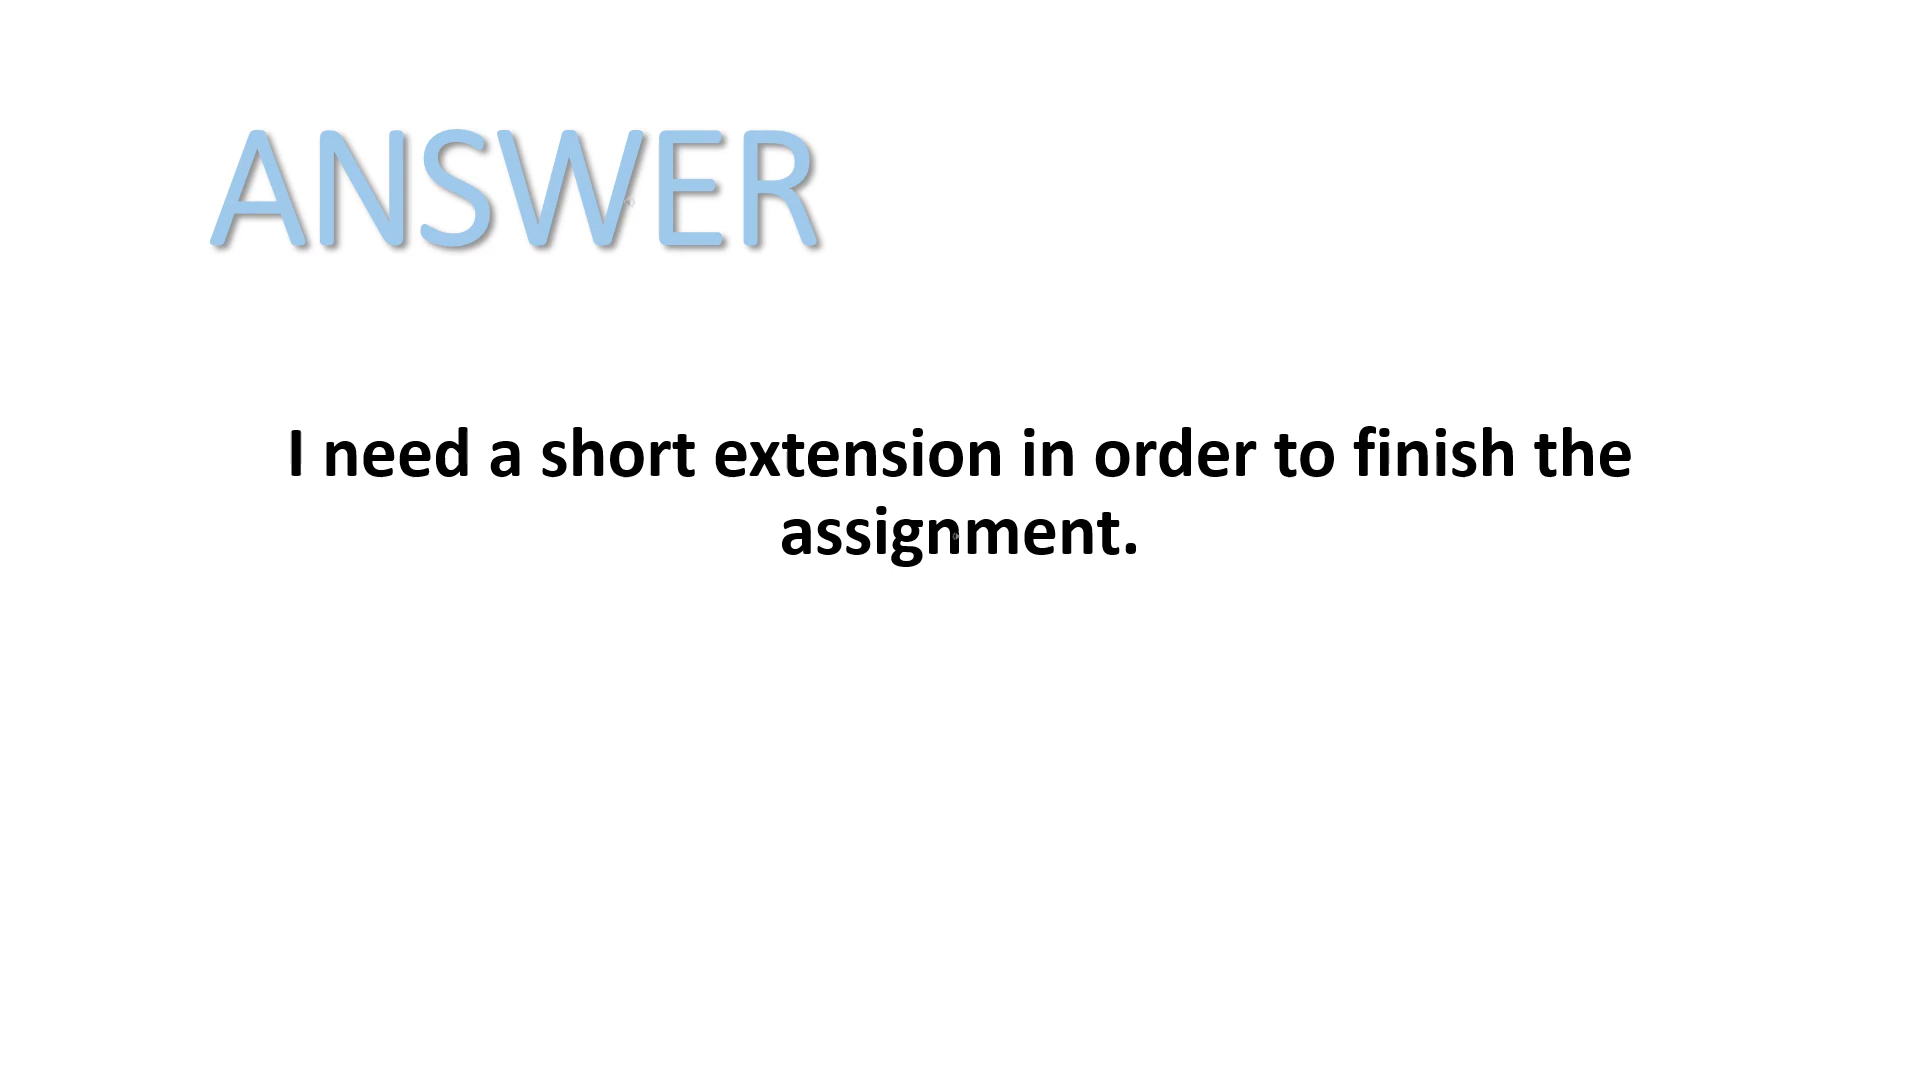 ANSWER
I need a short extension in order to finish the
assignment.